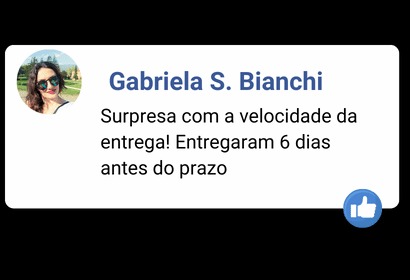 Gabriela S. Bianchi
Surpresa com a velocidade da
entrega! Entregaram 6 dias
antes do prazo